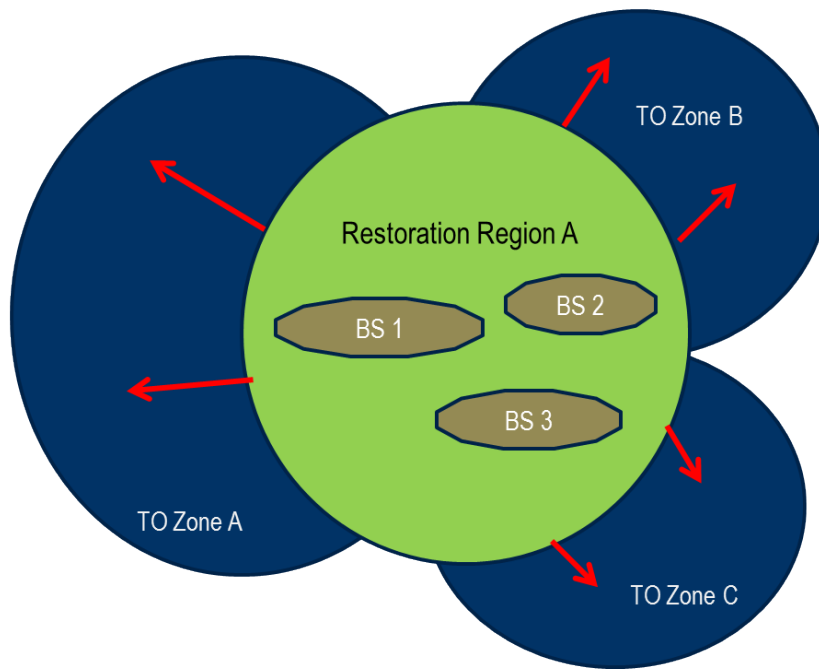 TO Zone B
Restoration Region A
BS 2
BS 1
BS 3
TO Zone A
TO Zone C